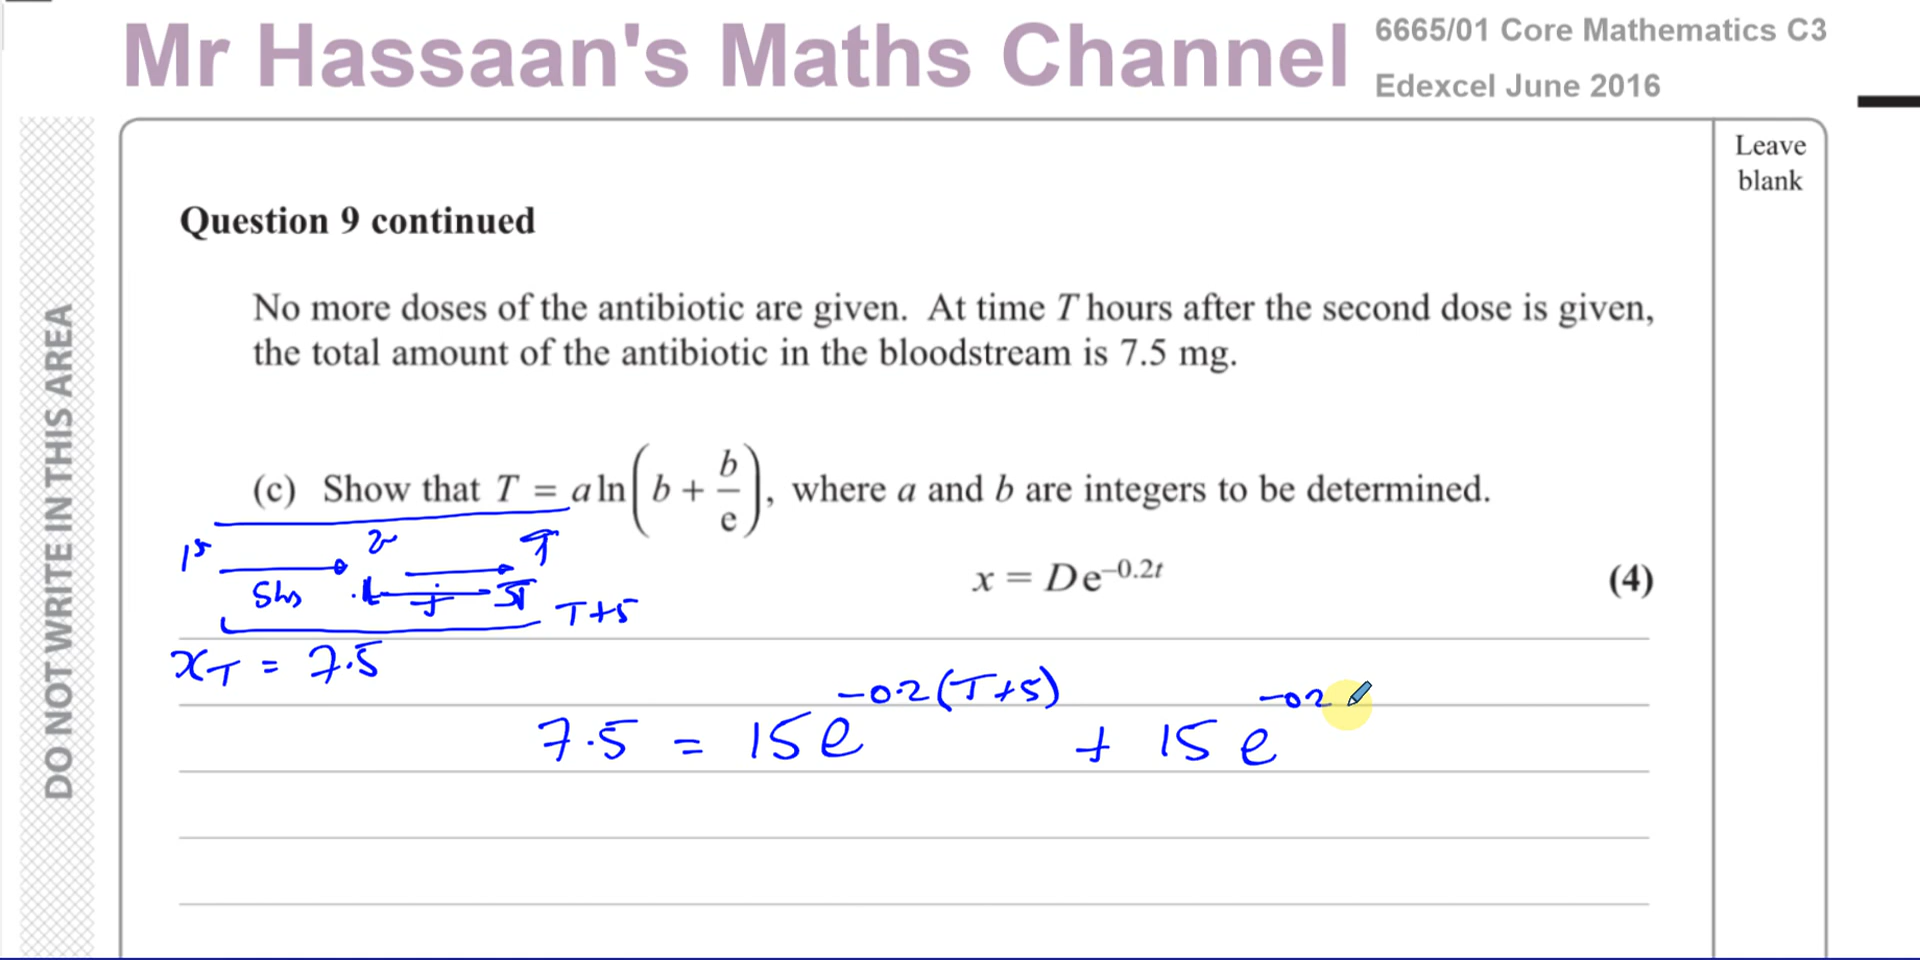 Mr Hassaan's Maths Channel
6665/01 Core Mathematics C3
Edexcel June 2016
Leave
blank
DO NOT WRITE IN THIS AREA
Question 9 continued
No more doses of the antibiotic are given. At time T hours after the second dose is given,
the total amount of the antibiotic in the bloodstream is 7.5 mg.
(c) Show that T = a ln(b + b/e), where a and b are integers to be determined.
x = De^{-0.2t}
(4)
1st
T
5hrs
T+5
x_T = 7.5
7.5 = 15e^{-0.2(T+5)} + 15e^{-0.2